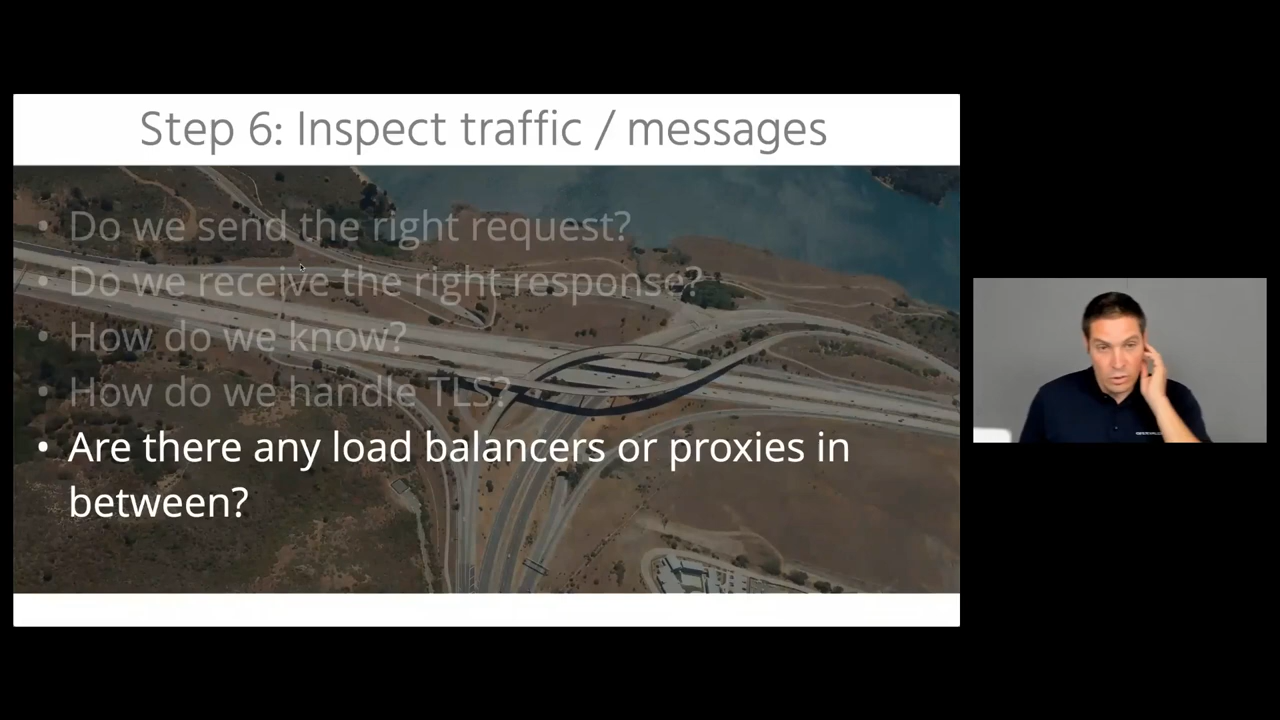 Step 6: Inspect traffic / messages
• Do we send the right request?
• Do we receive the right response?
• How do we know?
• How do we handle TLS?
• Are there any load balancers or proxies in
between?